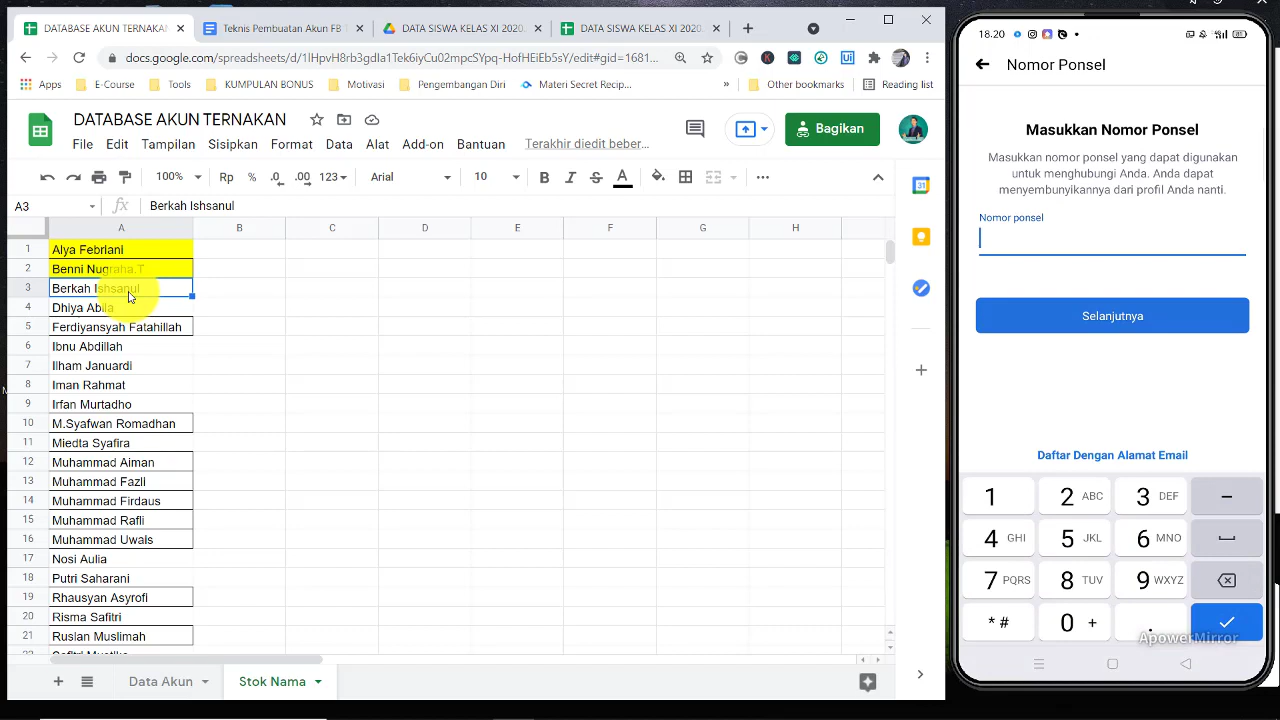 DATABASE AKUN TERNAKAN
Teknis Pembuatan Akun FB
DATA SISWA KELAS XI 2020.
DATA SISWA KELAS XI 2020
docs.google.com/spreadsheets/d/1IHpvH8rb3gdIa1Tek6iyCu02mpcSYpq-HofHEiEb5sY/edit#gid=1681...
Apps
E-Course
Tools
KUMPULAN BONUS
Motivasi
Pengembangan Diri
Materi Secret Recip...
»
Other bookmarks
Reading list
DATABASE AKUN TERNAKAN
File Edit Tampilan Sisipkan Format Data Alat Add-on Bantuan Terakhir diedit beber...
Bagikan
100% Rp % .0 .00 123 Arial 10 B I S A
A3 fx Berkah Ishsanul
A B C D E F G H
1 Alya Febriani
2 Benni Nugraha.T
3 Berkah Ishsanul
4 Dhiya Abila
5 Ferdiyansyah Fatahillah
6 Ibnu Abdillah
7 Ilham Januardi
8 Iman Rahmat
9 Irfan Murtadho
10 M.Syafwan Romadhan
11 Miedta Syafira
12 Muhammad Aiman
13 Muhammad Fazli
14 Muhammad Firdaus
15 Muhammad Rafli
16 Muhammad Uwais
17 Nosi Aulia
18 Putri Saharani
19 Rhausyan Asyrofi
20 Risma Safitri
21 Ruslan Muslimah
Data Akun
Stok Nama
18.20
Nomor Ponsel
Masukkan Nomor Ponsel
Masukkan nomor ponsel yang dapat digunakan
untuk menghubungi Anda. Anda dapat
menyembunyikannya dari profil Anda nanti.
Nomor ponsel
Selanjutnya
Daftar Dengan Alamat Email
1 2 ABC 3 DEF –
4 GHI 5 JKL 6 MNO
7 PQRS 8 TUV 9 WXYZ
* # 0 + .
ApowerMirror